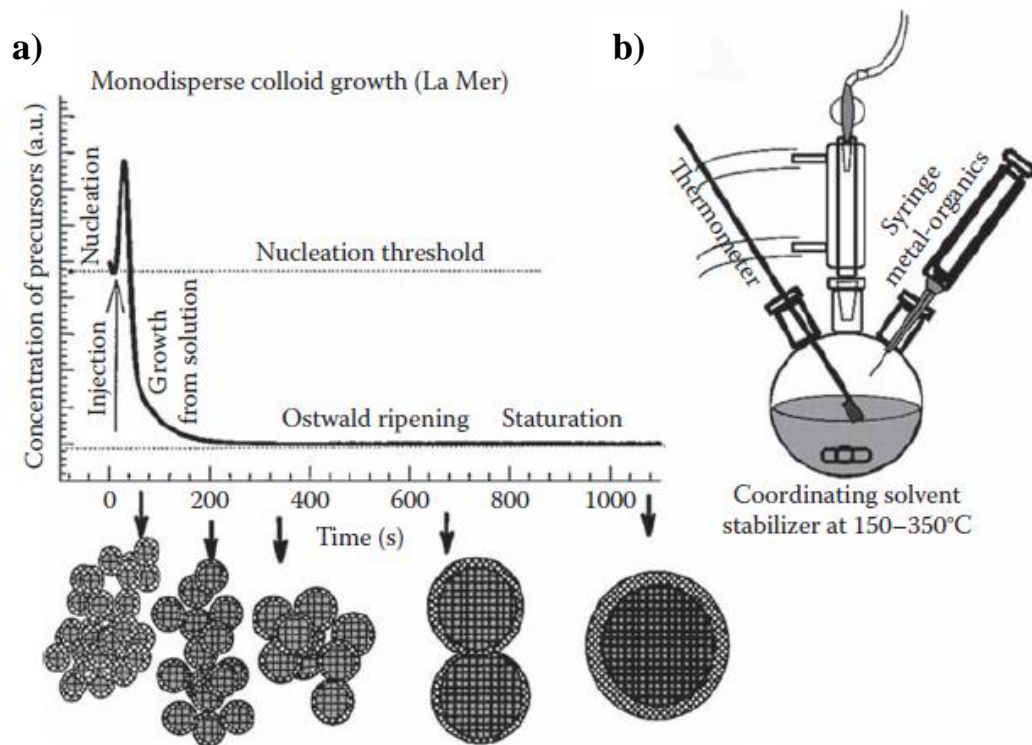 a)
Monodisperse colloid growth (La Mer)
Concentration of precursors (a.u.)
Nucleation
Nucleation threshold
Injection
Growth
from solution
Ostwald ripening
Staturation
0
200
400
600
800
1000
Time (s)
b)
Thermometer
Syringe
metal-organics
Coordinating solvent
stabilizer at 150–350°C